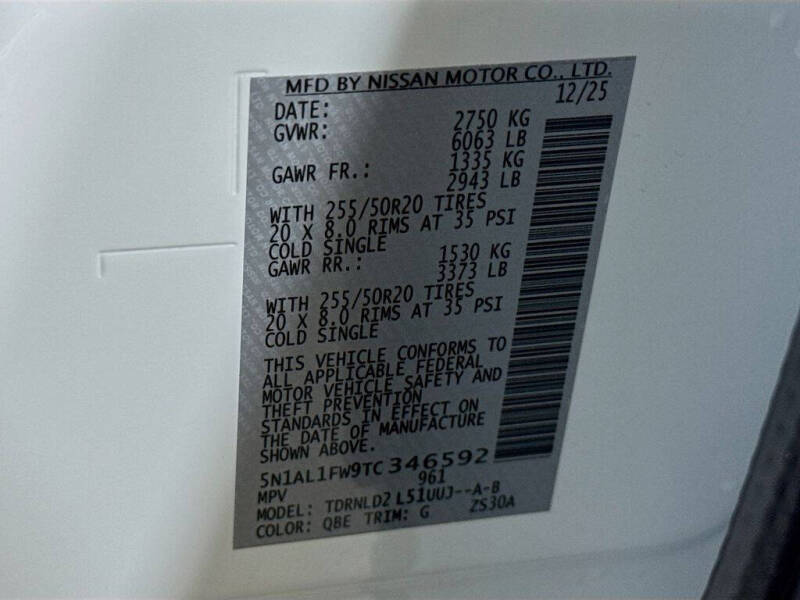 MFD BY NISSAN MOTOR CO., LTD.
DATE: 12/25
GVWR: 2750 KG
6063 LB
GAWR FR.: 1335 KG
2943 LB
WITH 255/50R20 TIRES
20 X 8.0 RIMS AT 35 PSI
COLD SINGLE
GAWR RR.: 1530 KG
3373 LB
WITH 255/50R20 TIRES
20 X 8.0 RIMS AT 35 PSI
COLD SINGLE
THIS VEHICLE CONFORMS TO
ALL APPLICABLE FEDERAL
MOTOR VEHICLE SAFETY AND
THEFT PREVENTION
STANDARDS IN EFFECT ON
THE DATE OF MANUFACTURE
SHOWN ABOVE.
5N1AL1FW9TC346592
MPV 961
MODEL: TDRNLD2 L51UUJ--A-B
COLOR: QBE TRIM: G ZS30A